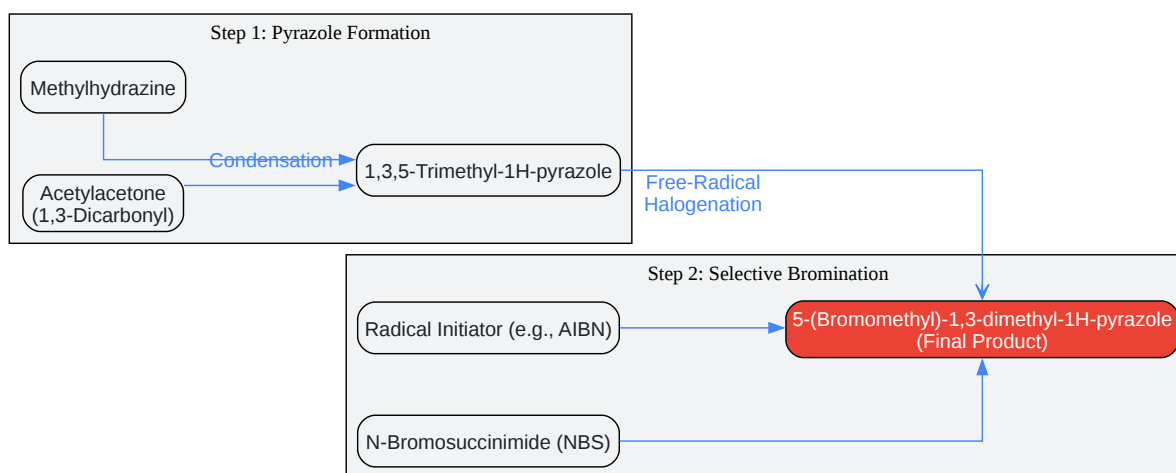 Step 1: Pyrazole Formation
Methylhydrazine
Condensation
1,3,5-Trimethyl-1H-pyrazole
Acetylacetone
(1,3-Dicarbonyl)
Free-Radical
Halogenation
Step 2: Selective Bromination
Radical Initiator (e.g., AIBN)
5-(Bromomethyl)-1,3-dimethyl-1H-pyrazole
(Final Product)
N-Bromosuccinimide (NBS)